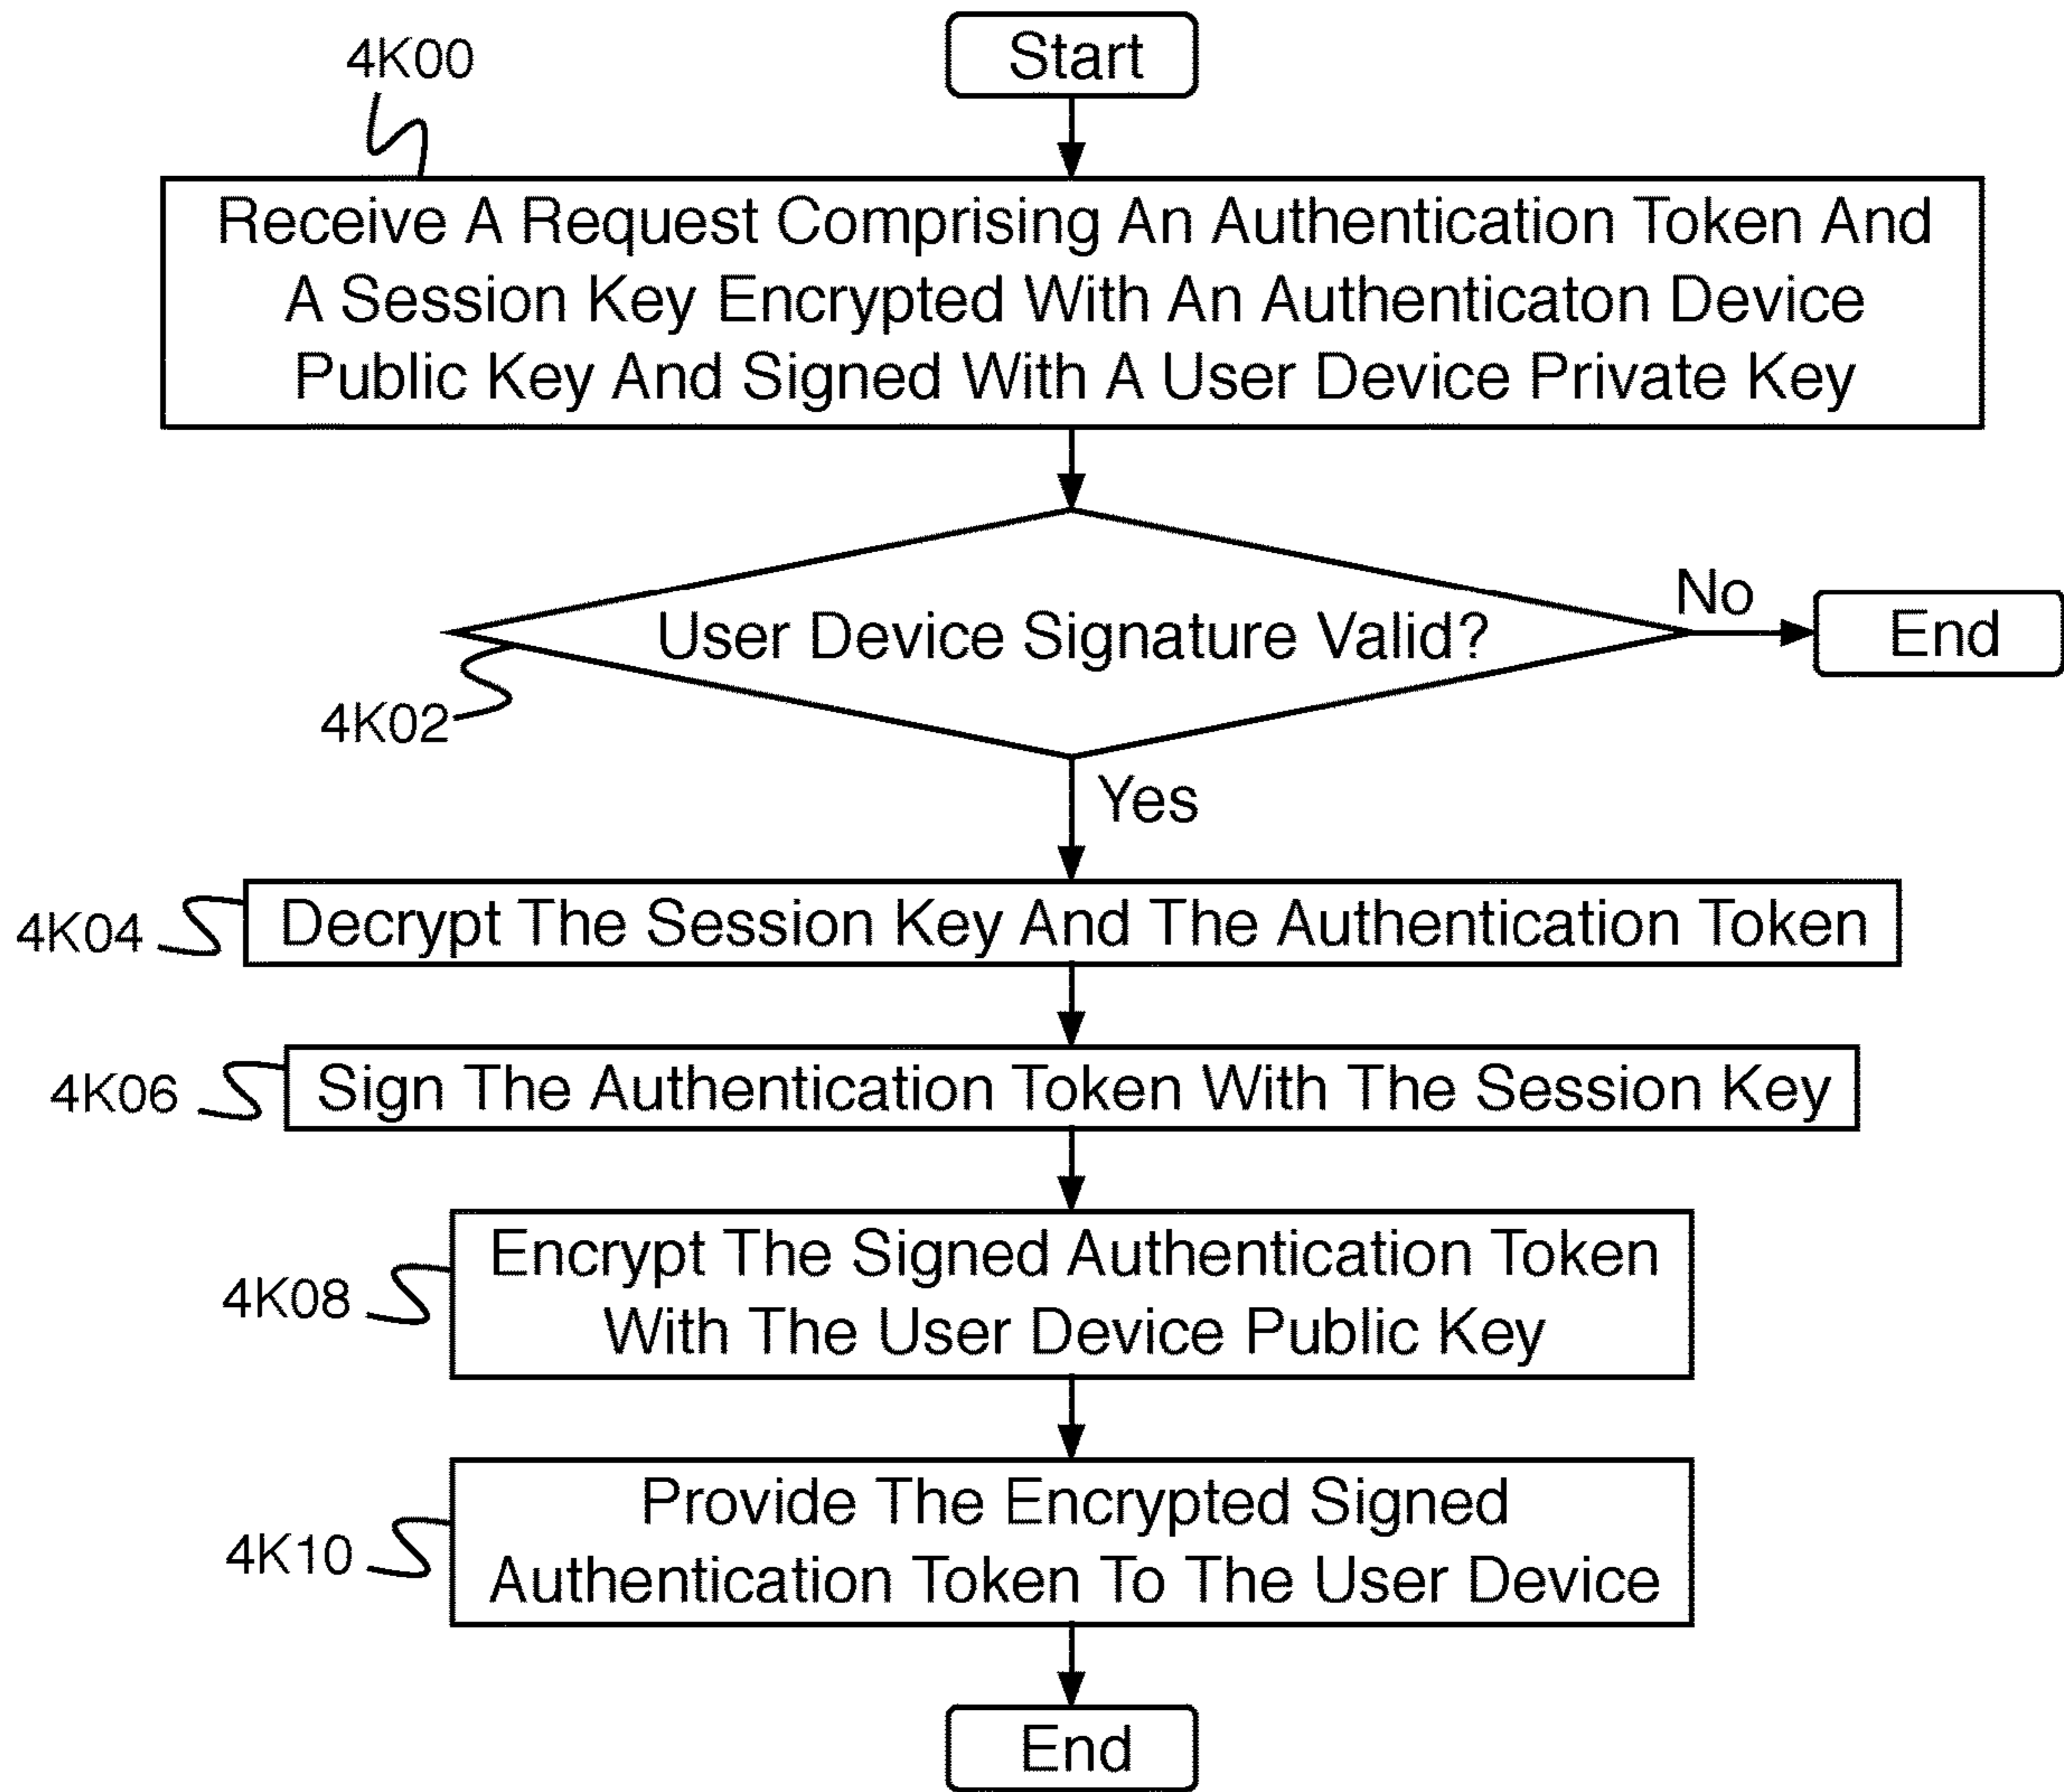 4K00
Start
Receive A Request Comprising An Authentication Token And
A Session Key Encrypted With An Authenticaton Device
Public Key And Signed With A User Device Private Key
User Device Signature Valid?
No
End
4K02
Yes
4K04
Decrypt The Session Key And The Authentication Token
4K06
Sign The Authentication Token With The Session Key
4K08
Encrypt The Signed Authentication Token
With The User Device Public Key
4K10
Provide The Encrypted Signed
Authentication Token To The User Device
End